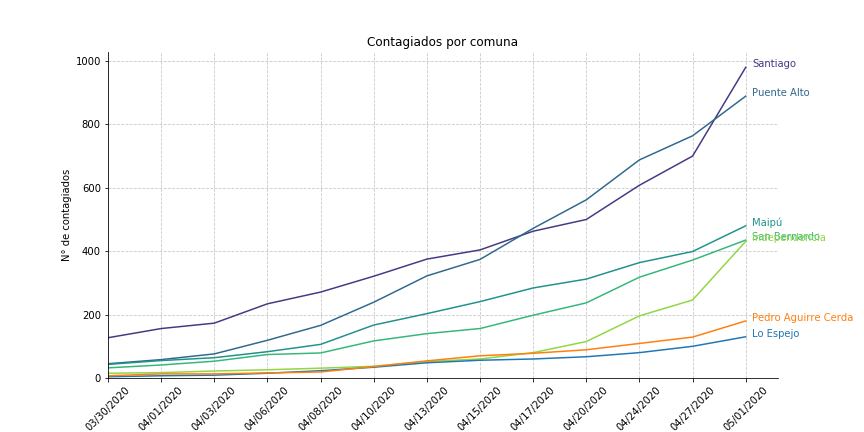 Contagiados por comuna
N° de contagiados
1000
800
600
400
200
0
Santiago
Puente Alto
Maipú
San Bernardo
Independencia
Pedro Aguirre Cerda
Lo Espejo
03/30/2020
04/01/2020
04/03/2020
04/06/2020
04/08/2020
04/10/2020
04/13/2020
04/15/2020
04/17/2020
04/20/2020
04/24/2020
04/27/2020
05/01/2020